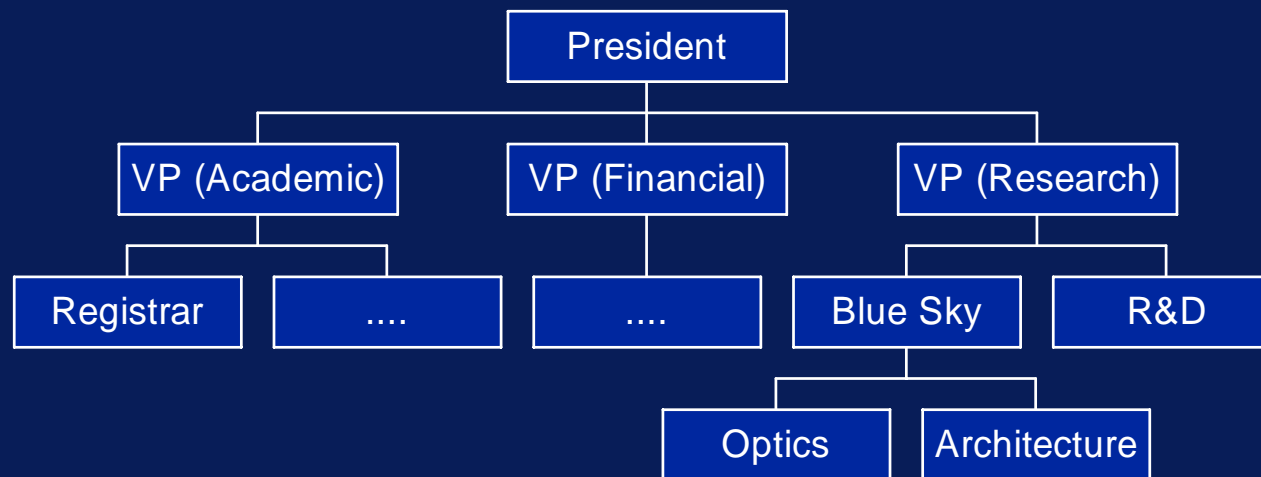 President
VP (Academic)
VP (Financial)
VP (Research)
Registrar
....
....
Blue Sky
R&D
Optics
Architecture